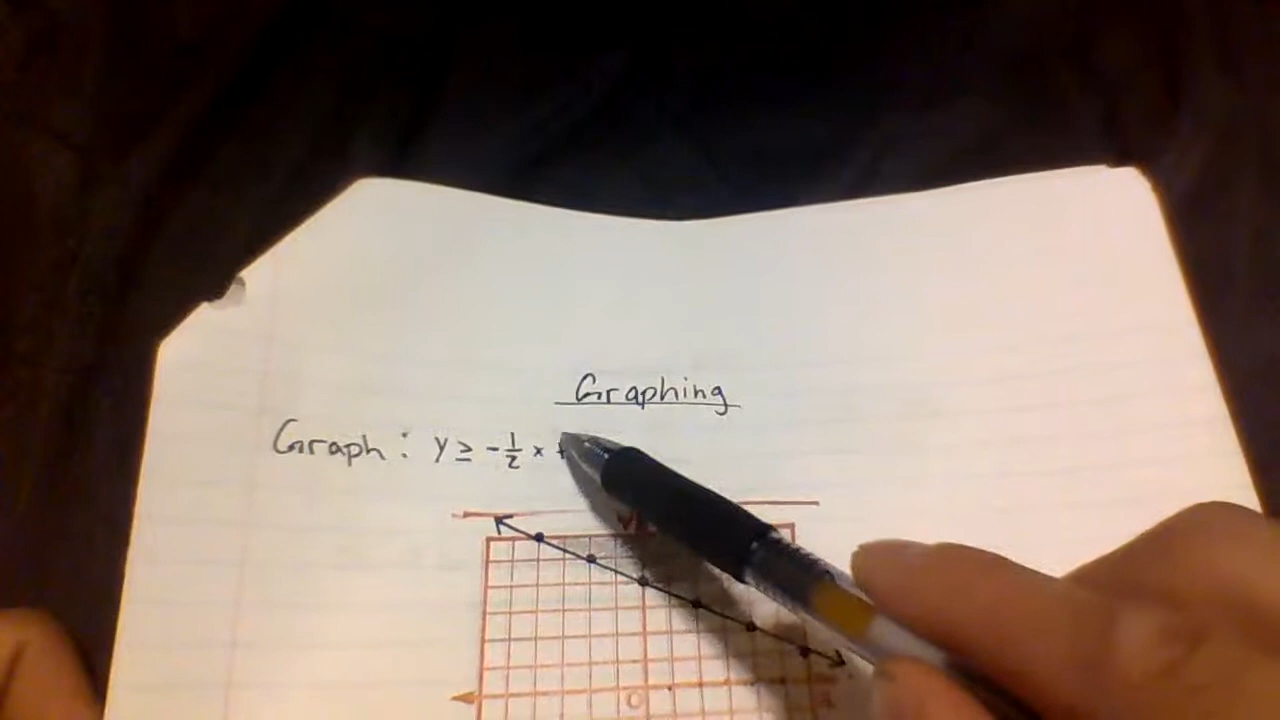 Graphing
Graph: y ≥ -1/2 x +
O